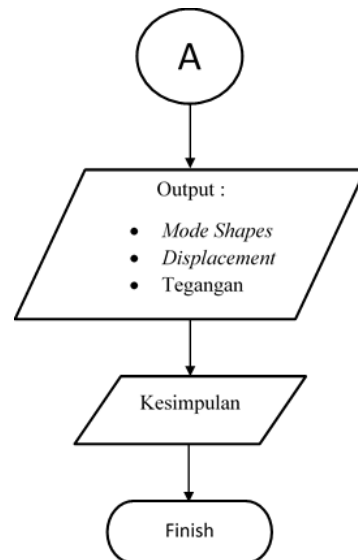 A
Output :
• Mode Shapes
• Displacement
• Tegangan
Kesimpulan
Finish